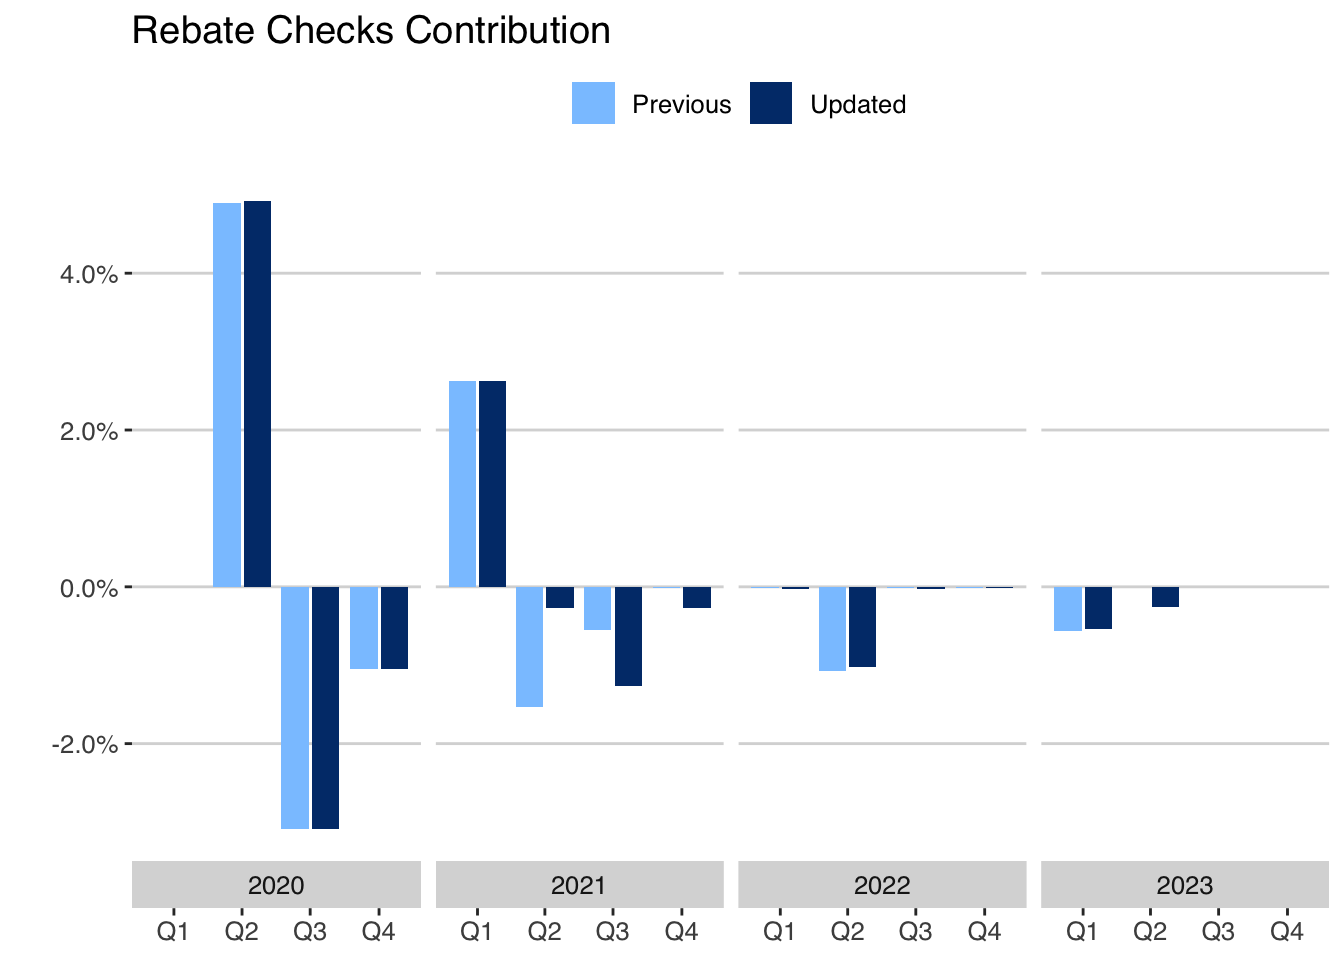 Rebate Checks Contribution
Previous Updated
4.0%
2.0%
0.0%
-2.0%
2020 2021 2022 2023
Q1 Q2 Q3 Q4 Q1 Q2 Q3 Q4 Q1 Q2 Q3 Q4 Q1 Q2 Q3 Q4